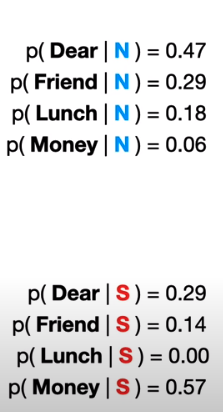 p( Dear | N ) = 0.47
p( Friend | N ) = 0.29
p( Lunch | N ) = 0.18
p( Money | N ) = 0.06
p( Dear | S ) = 0.29
p( Friend | S ) = 0.14
p( Lunch | S ) = 0.00
p( Money | S ) = 0.57